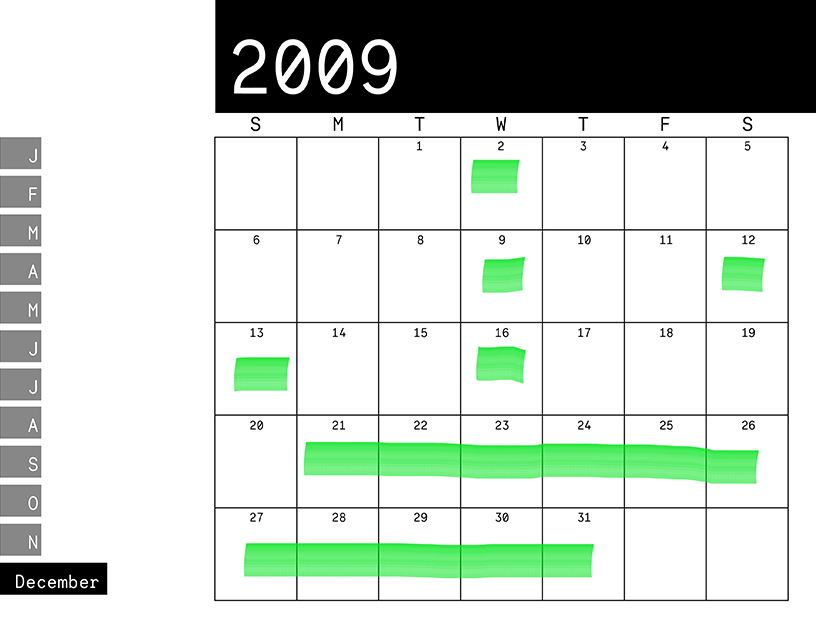 2009
S M T W T F S
1 2 3 4 5
6 7 8 9 10 11 12
13 14 15 16 17 18 19
20 21 22 23 24 25 26
27 28 29 30 31
J
F
M
A
M
J
J
A
S
O
N
December